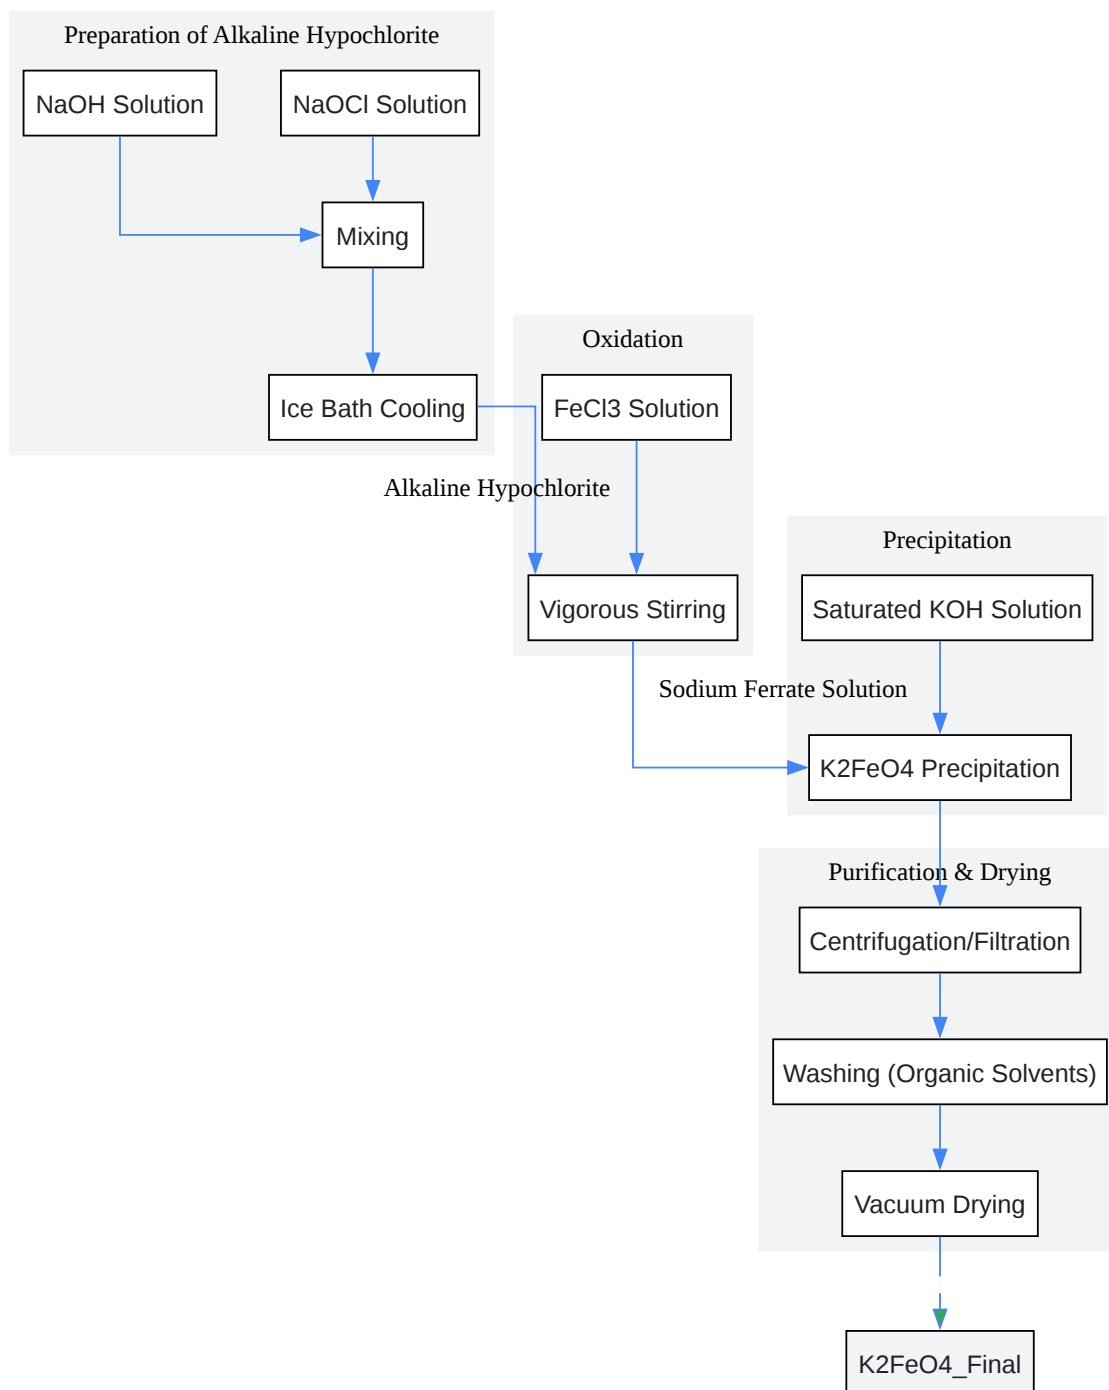 Preparation of Alkaline Hypochlorite
NaOH Solution
NaOCl Solution
Mixing
Ice Bath Cooling
Oxidation
FeCl3 Solution
Alkaline Hypochlorite
Vigorous Stirring
Precipitation
Saturated KOH Solution
Sodium Ferrate Solution
K2FeO4 Precipitation
Purification & Drying
Centrifugation/Filtration
Washing (Organic Solvents)
Vacuum Drying
K2FeO4_Final